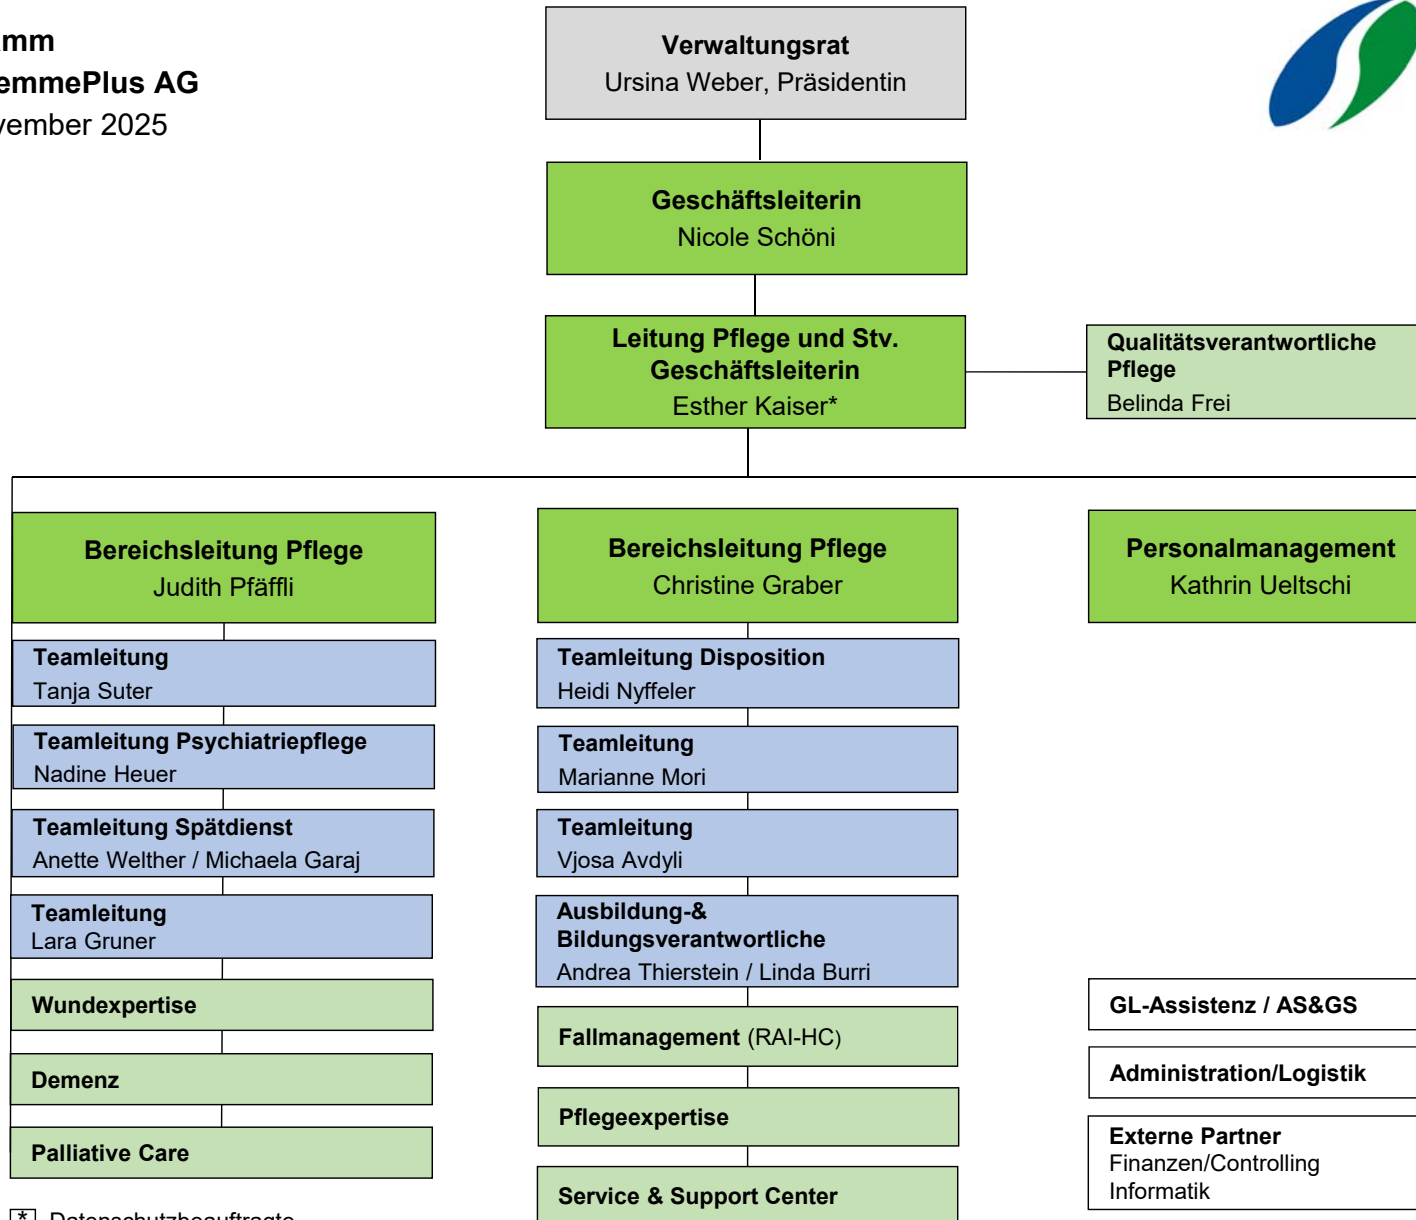 amm
emmePlus AG
vember 2025
Verwaltungsrat
Ursina Weber, Präsidentin
Geschäftsleiterin
Nicole Schöni
Leitung Pflege und Stv.
Geschäftsleiterin
Esther Kaiser*
Qualitätsverantwortliche
Pflege
Belinda Frei
Bereichsleitung Pflege
Judith Pfäffli
Teamleitung
Tanja Suter
Teamleitung Psychiatriepflege
Nadine Heuer
Teamleitung Spätdienst
Anette Welther / Michaela Garaj
Teamleitung
Lara Gruner
Wundexpertise
Demenz
Palliative Care
Bereichsleitung Pflege
Christine Graber
Teamleitung Disposition
Heidi Nyffeler
Teamleitung
Marianne Mori
Teamleitung
Vjosa Avdyli
Ausbildung-&
Bildungsverantwortliche
Andrea Thierstein / Linda Burri
Fallmanagement (RAI-HC)
Pflegeexpertise
Service & Support Center
Personalmanagement
Kathrin Ueltschi
GL-Assistenz / AS&GS
Administration/Logistik
Externe Partner
Finanzen/Controlling
Informatik
* Datenschutzbeauftragte